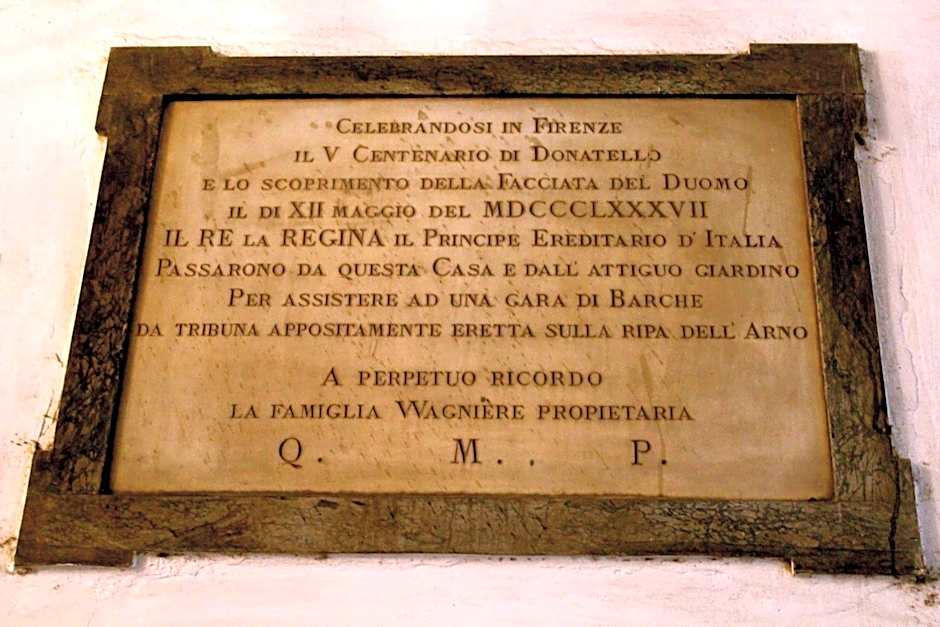 CELEBRANDOSI IN FIRENZE
IL V CENTENARIO DI DONATELLO
E LO SCOPRIMENTO DELLA FACCIATA DEL DUOMO
IL DI XII MAGGIO DEL MDCCCLXXXVII
IL RE LA REGINA IL PRINCIPE EREDITARIO D'ITALIA
PASSARONO DA QUESTA CASA E DALL'ATTIGUO GIARDINO
PER ASSISTERE AD UNA GARA DI BARCHE
DA TRIBUNA APPOSITAMENTE ERETTA SULLA RIPA DELL'ARNO
A PERPETUO RICORDO
LA FAMIGLIA WAGNIÈRE PROPIETARIA
Q. M.. P.